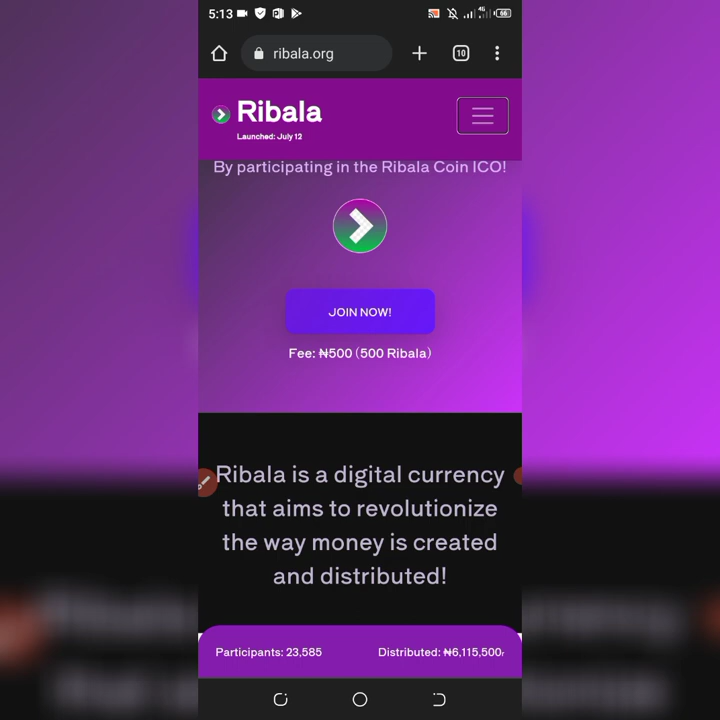 5:13
4G
66
ribala.org
10
Ribala
Launched: July 12
By participating in the Ribala Coin ICO!
JOIN NOW!
Fee: ₦500 (500 Ribala)
Ribala is a digital currency
that aims to revolutionize
the way money is created
and distributed!
Participants: 23,585
Distributed: ₦6,115,500